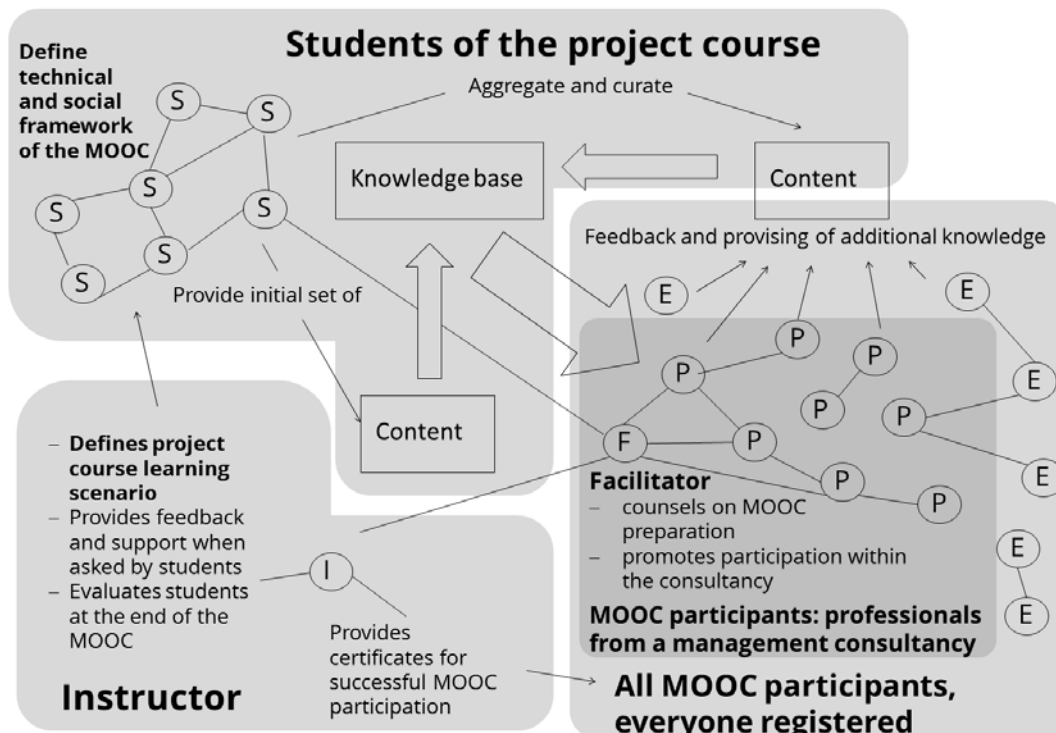 Students of the project course
Define
technical
and social
framework
of the MOOC
Aggregate and curate
S
S
S
S
S
S
S
Knowledge base
Content
Provide initial set of
Content
Feedback and provising of additional knowledge
E
E
E
E
E
E
P
P
P
P
P
P
P
P
F
Facilitator
– counsels on MOOC
preparation
– promotes participation within
the consultancy
MOOC participants: professionals
from a management consultancy
All MOOC participants,
everyone registered
– Defines project
course learning
scenario
– Provides feedback
and support when
asked by students
– Evaluates students
at the end of the
MOOC
I
Provides
certificates for
successful MOOC
participation
Instructor